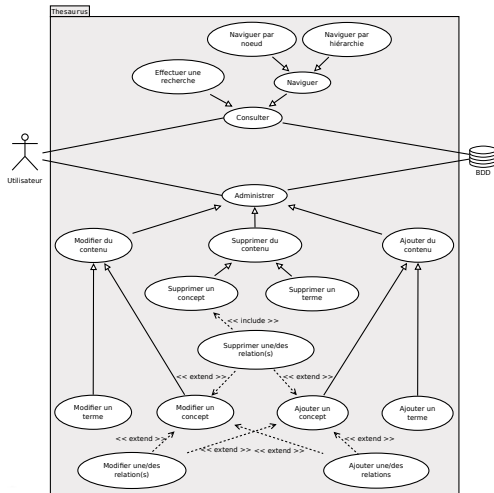 Thesaurus
Naviguer par
noeud
Naviguer par
hiérarchie
Effectuer une
recherche
Naviguer
Consulter
Utilisateur
BDD
Administrer
Modifier du
contenu
Supprimer du
contenu
Ajouter du
contenu
Supprimer un
concept
Supprimer un
terme
<< include >>
Supprimer une/des
relation(s)
<< extend >>
<< extend >>
Modifier un
terme
Modifier un
concept
Ajouter un
concept
Ajouter un
terme
<< extend >>
<< extend >>
<< extend >>
<< extend >>
Modifier une/des
relation(s)
Ajouter une/des
relations